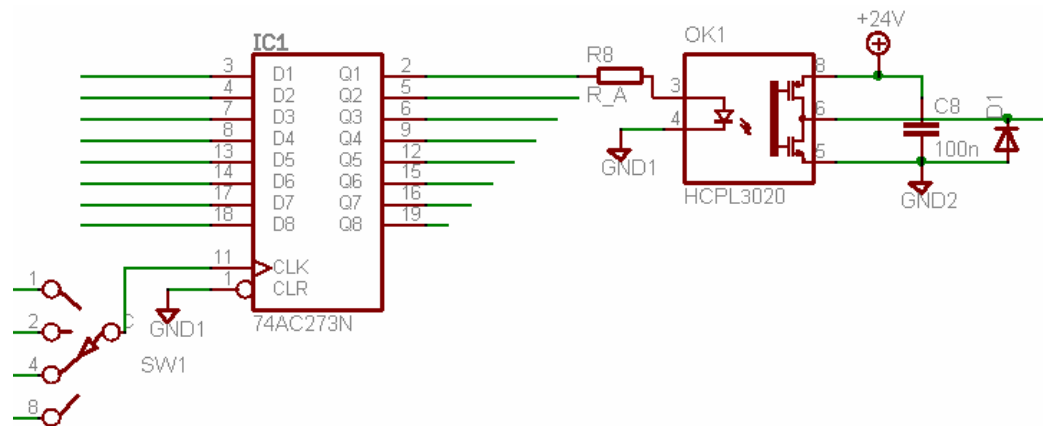 +24V
IC1
OK1
R8
R_A
3 D1 Q1 2
4 D2 Q2 5
7 D3 Q3 6
8 D4 Q4 9
13 D5 Q5 12
14 D6 Q6 15
17 D7 Q7 16
18 D8 Q8 19
11 CLK
1 CLR
GND1
74AC273N
3
4
GND1
8
6
5
HCPL3020
C8
100n
D1
GND2
1
2
4
8
C
SW1